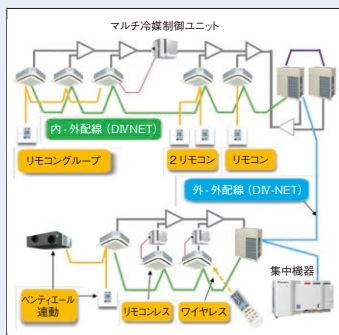 マルチ冷媒制御ユニット
内-外配線（DIVNET）
リモコングループ
２リモコン
リモコン
外-外配線（DIV-NET）
集中機器
ベンティエール
連動
リモコンレス
ワイヤレス